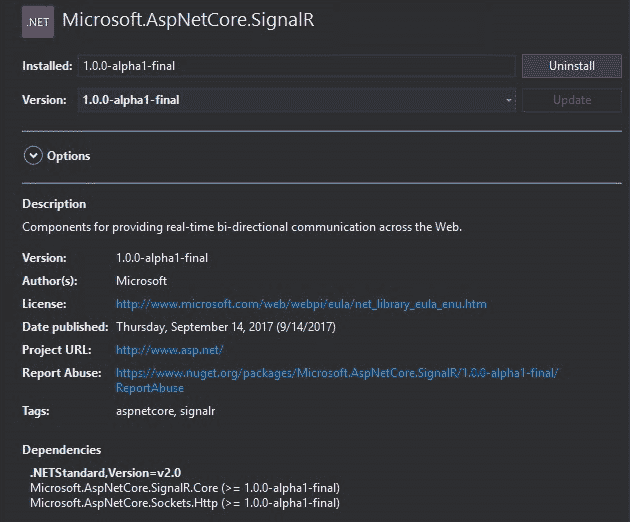 .NET Microsoft.AspNetCore.SignalR
Installed: 1.0.0-alpha1-final Uninstall
Version: 1.0.0-alpha1-final Update
Options
Description
Components for providing real-time bi-directional communication across the Web.
Version: 1.0.0-alpha1-final
Author(s): Microsoft
License: http://www.microsoft.com/web/webpi/eula/net_library_eula_enu.htm
Date published: Thursday, September 14, 2017 (9/14/2017)
Project URL: http://www.asp.net/
Report Abuse: https://www.nuget.org/packages/Microsoft.AspNetCore.SignalR/1.0.0-alpha1-final/
ReportAbuse
Tags: aspnetcore, signalr
Dependencies
.NETStandard,Version=v2.0
Microsoft.AspNetCore.SignalR.Core (>= 1.0.0-alpha1-final)
Microsoft.AspNetCore.Sockets.Http (>= 1.0.0-alpha1-final)